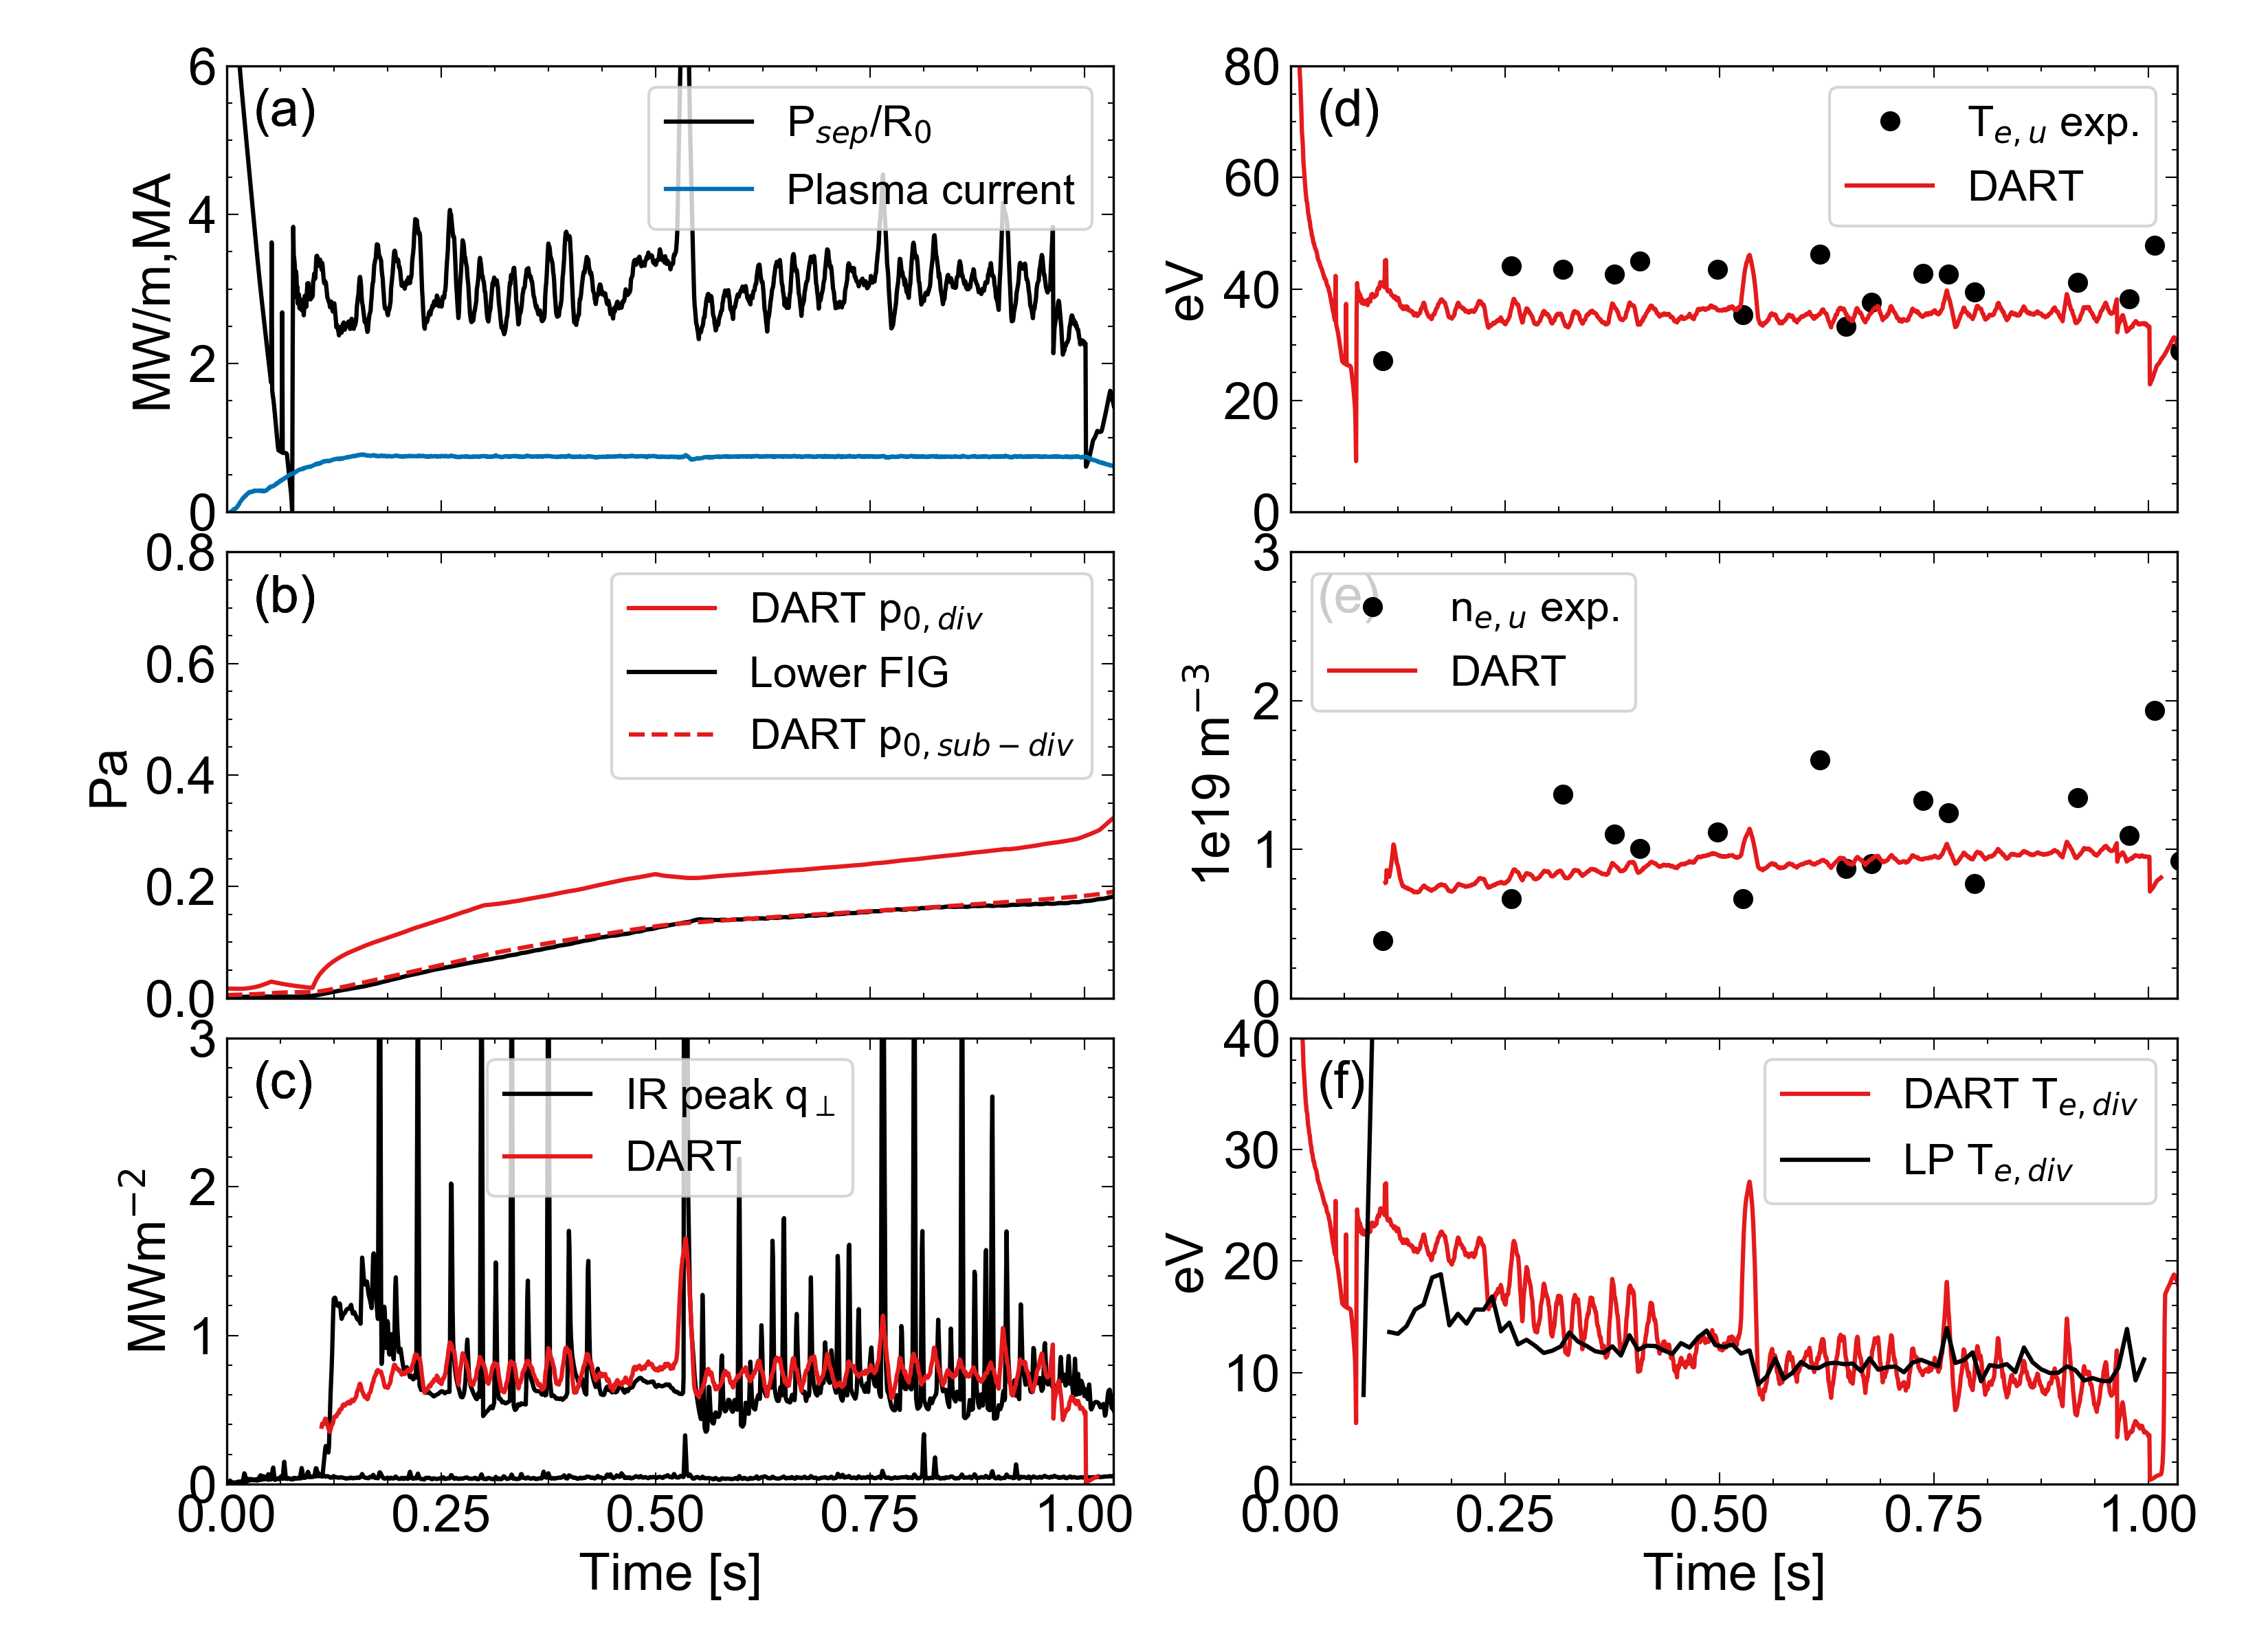 (a)
P_sep/R_0
Plasma current
MW/m,MA
6
4
2
0
(b)
DART p_0,div
Lower FIG
DART p_0,sub−div
Pa
0.8
0.6
0.4
0.2
0.0
(c)
IR peak q_⊥
DART
MWm^−2
3
2
1
0
0.00 0.25 0.50 0.75 1.00
Time [s]
(d)
T_e,u exp.
DART
eV
80
60
40
20
0
(e)
n_e,u exp.
DART
1e19 m^−3
3
2
1
0
(f)
DART T_e,div
LP T_e,div
eV
40
30
20
10
0
0.00 0.25 0.50 0.75 1.00
Time [s]